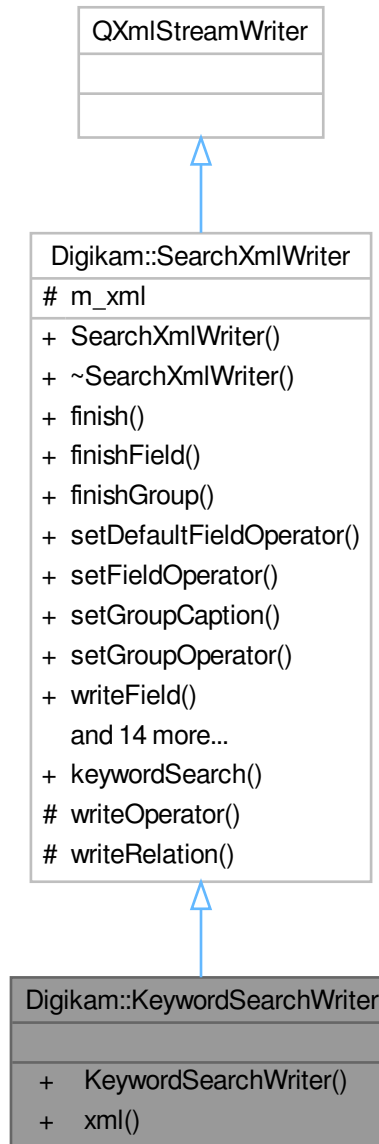 QXmlStreamWriter
Digikam::SearchXmlWriter
# m_xml
+ SearchXmlWriter()
+ ~SearchXmlWriter()
+ finish()
+ finishField()
+ finishGroup()
+ setDefaultFieldOperator()
+ setFieldOperator()
+ setGroupCaption()
+ setGroupOperator()
+ writeField()
and 14 more...
+ keywordSearch()
# writeOperator()
# writeRelation()
Digikam::KeywordSearchWriter
+ KeywordSearchWriter()
+ xml()